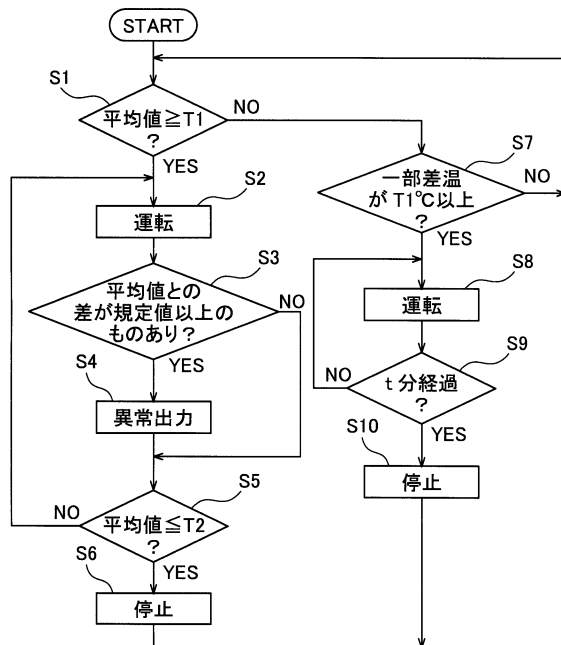 START
S1
平均値≧T1
?
NO
YES
S2
運転
S3
平均値との
差が規定値以上の
ものあり?
NO
YES
S4
異常出力
S5
平均値≦T2
?
NO
YES
S6
停止
S7
一部差温
が T1℃以上
?
NO
YES
S8
運転
S9
t 分経過
?
NO
YES
S10
停止